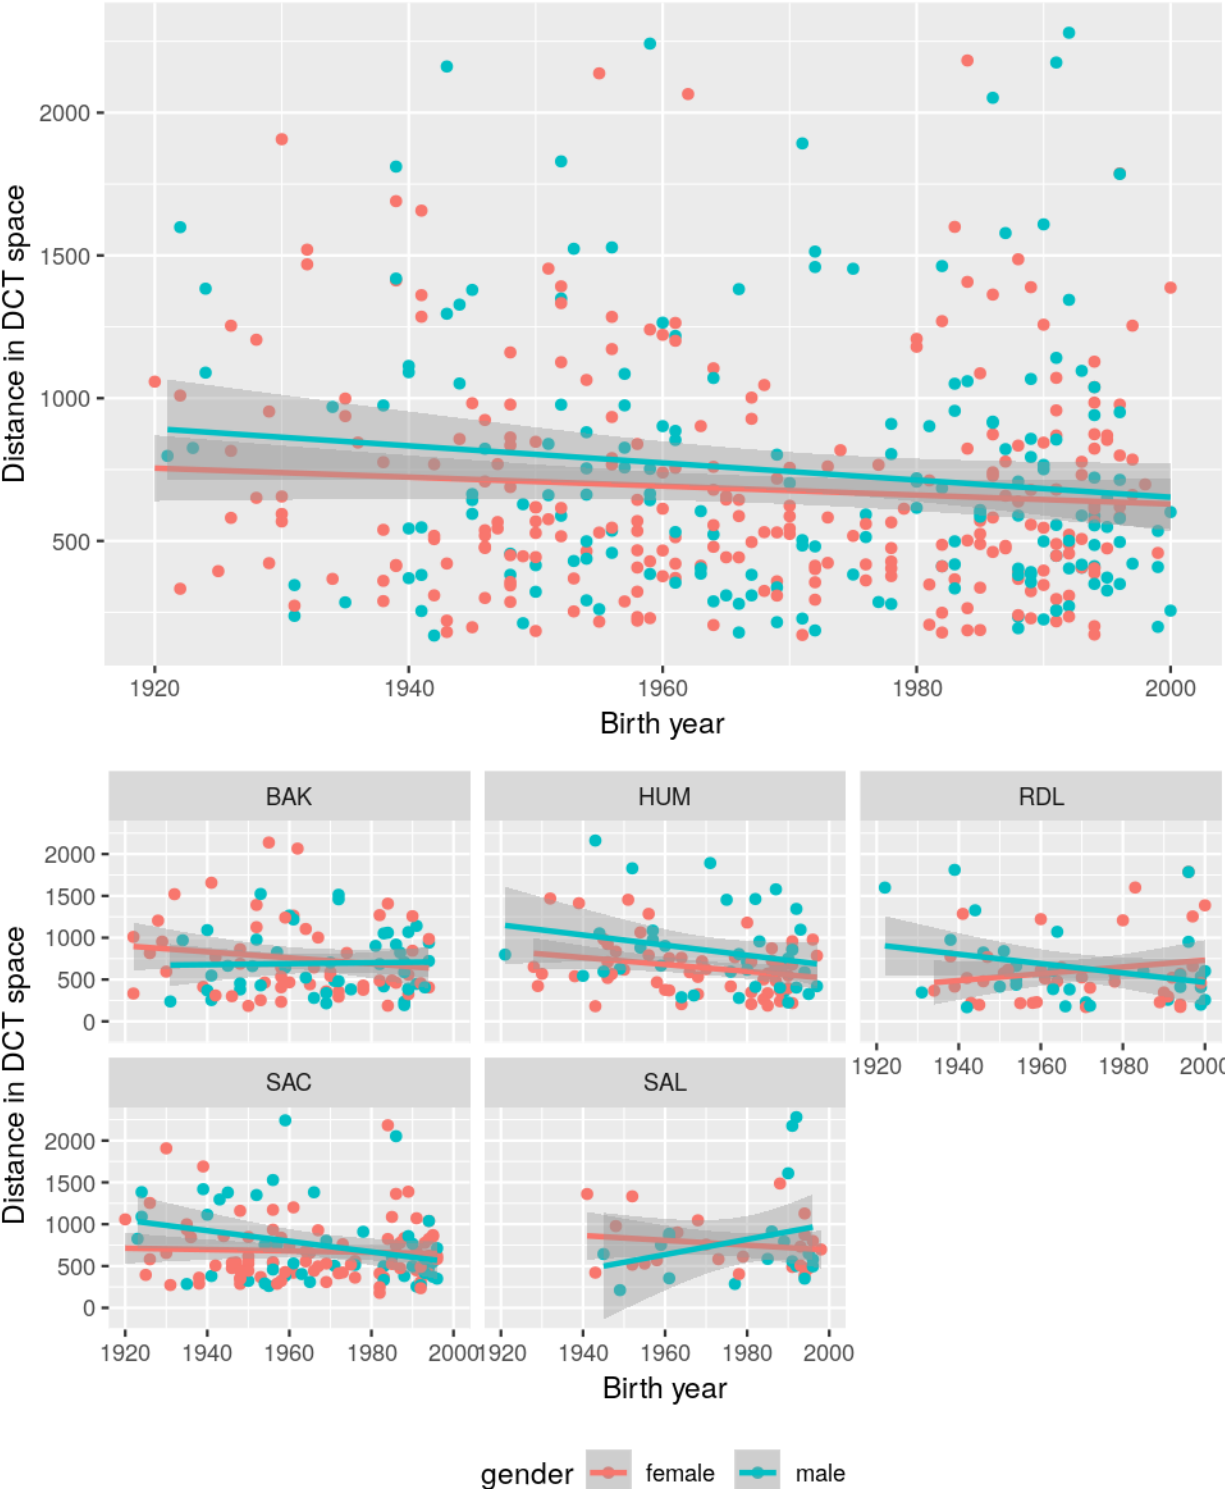 Distance in DCT space
2000
1500
1000
500
1920 1940 1960 1980 2000
Birth year
BAK HUM RDL
Distance in DCT space
2000
1500
1000
500
0
1920 1940 1960 1980 2000
SAC SAL
2000
1500
1000
500
0
1920 1940 1960 1980 2000 1920 1940 1960 1980 2000
Birth year
gender female male